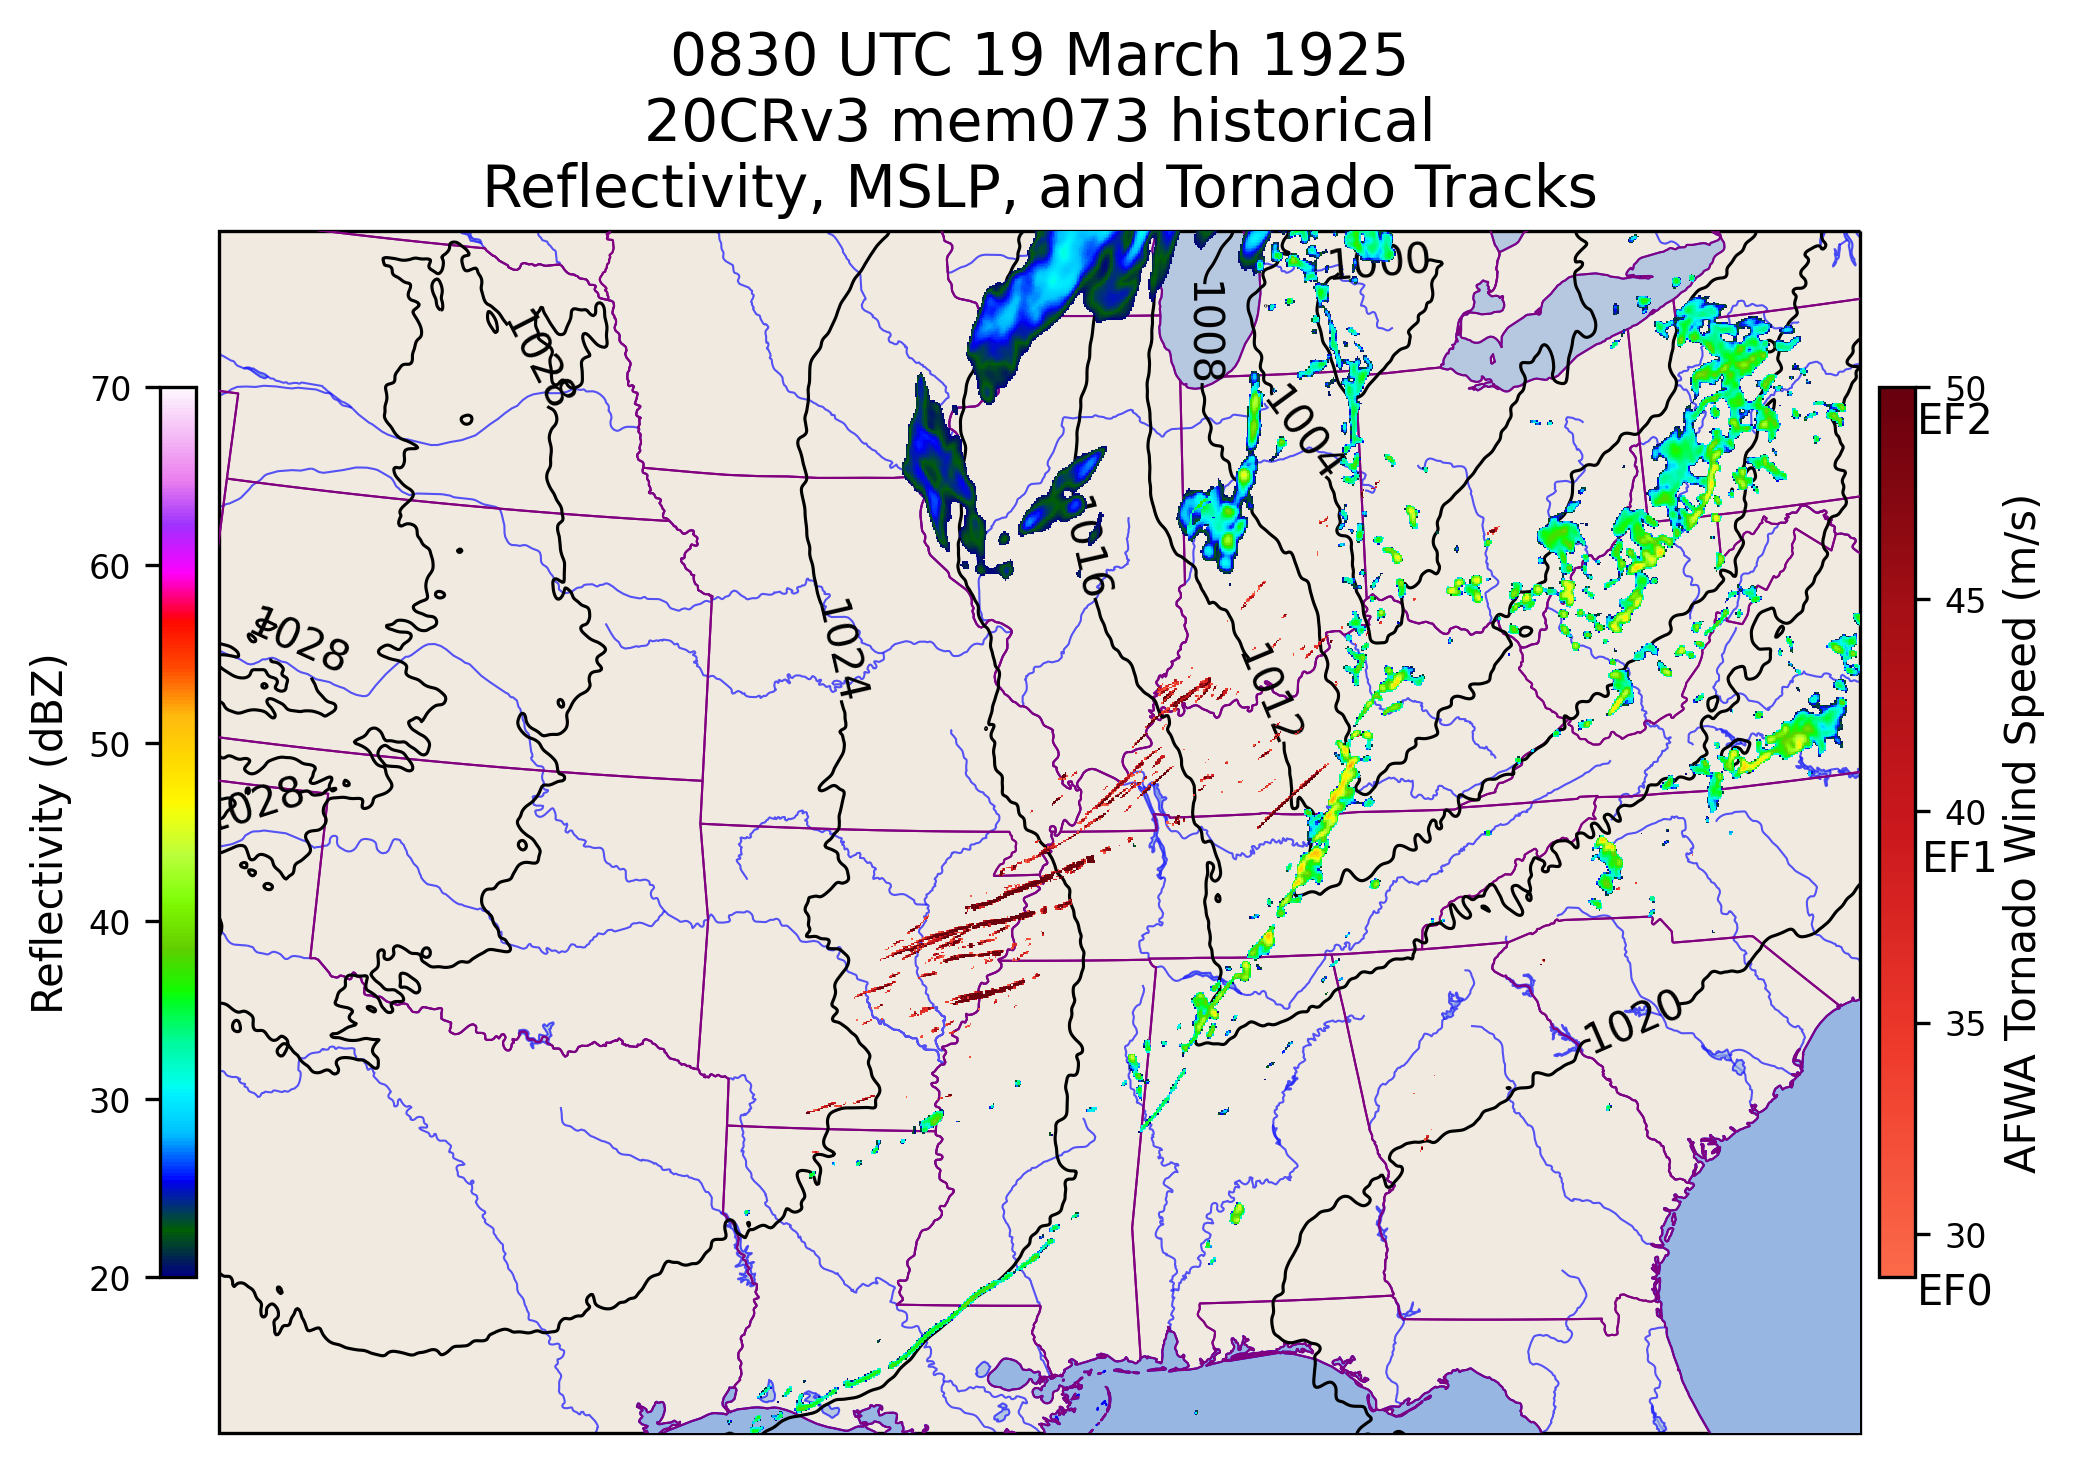 0830 UTC 19 March 1925
20CRv3 mem073 historical
Reflectivity, MSLP, and Tornado Tracks
Reflectivity (dBZ)
70
60
50
40
30
20
1000
1008
1028
1004
1016
1028
1024
1012
1028
1020
50
EF2
45
40
EF1
35
30
EF0
AFWA Tornado Wind Speed (m/s)